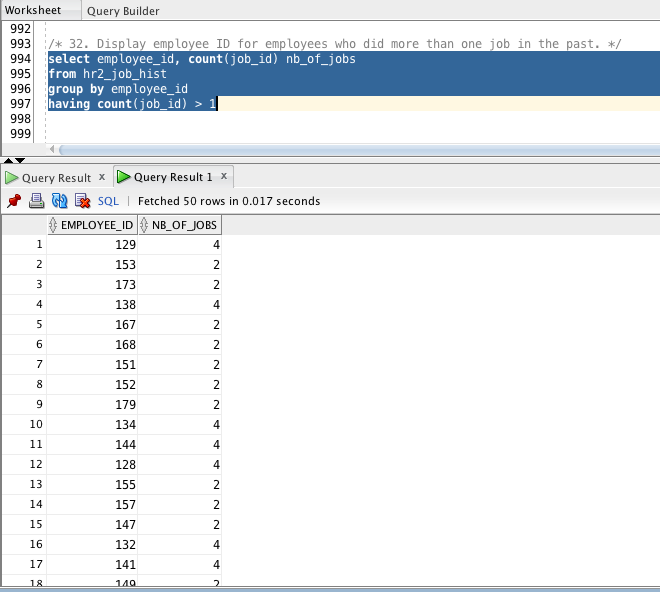 Worksheet Query Builder
992
993 /* 32. Display employee ID for employees who did more than one job in the past. */
994 select employee_id, count(job_id) nb_of_jobs
995 from hr2_job_hist
996 group by employee_id
997 having count(job_id) > 1
998
999
Query Result x Query Result 1 x
SQL | Fetched 50 rows in 0.017 seconds
EMPLOYEE_ID NB_OF_JOBS
1 129 4
2 153 2
3 173 2
4 138 4
5 167 2
6 168 2
7 151 2
8 152 2
9 179 2
10 134 4
11 144 4
12 128 4
13 155 2
14 157 2
15 147 2
16 132 4
17 141 4
18 149 2